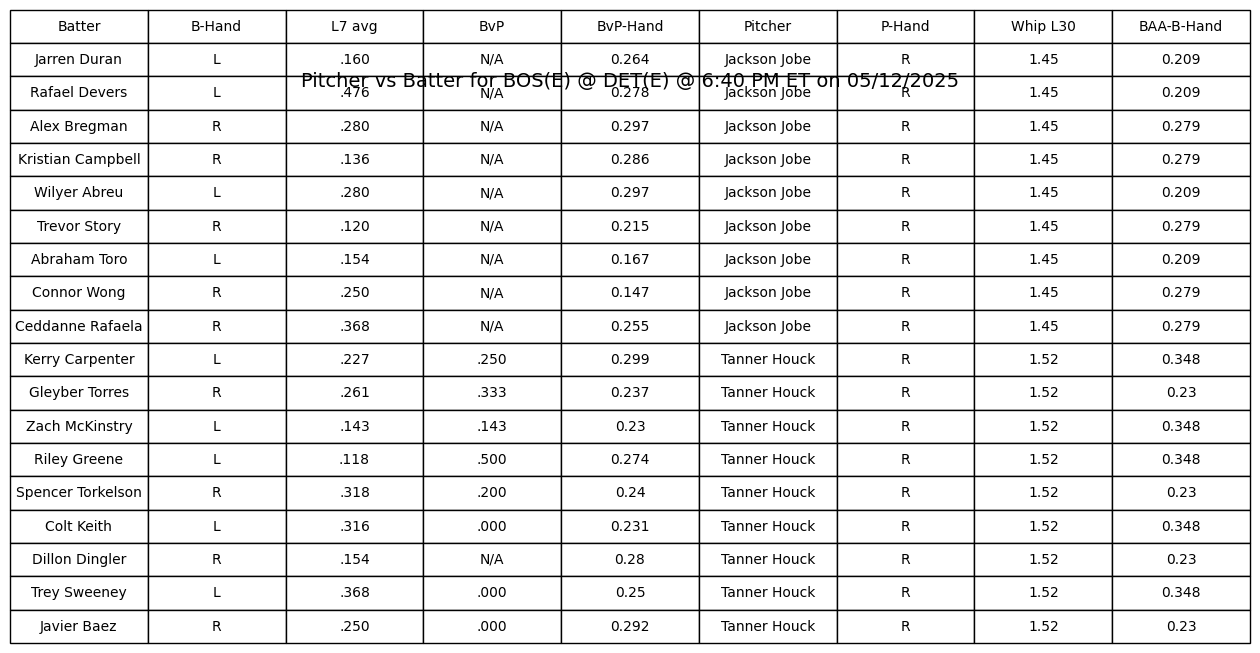 Batter B-Hand L7 avg BvP BvP-Hand Pitcher P-Hand Whip L30 BAA-B-Hand
Jarren Duran L .160 N/A 0.264 Jackson Jobe R 1.45 0.209
Pitcher vs Batter for BOS(E) @ DET(E) @ 6:40 PM ET on 05/12/2025
Rafael Devers L .476 N/A 0.278 Jackson Jobe R 1.45 0.209
Alex Bregman R .280 N/A 0.297 Jackson Jobe R 1.45 0.279
Kristian Campbell R .136 N/A 0.286 Jackson Jobe R 1.45 0.279
Wilyer Abreu L .280 N/A 0.297 Jackson Jobe R 1.45 0.209
Trevor Story R .120 N/A 0.215 Jackson Jobe R 1.45 0.279
Abraham Toro L .154 N/A 0.167 Jackson Jobe R 1.45 0.209
Connor Wong R .250 N/A 0.147 Jackson Jobe R 1.45 0.279
Ceddanne Rafaela R .368 N/A 0.255 Jackson Jobe R 1.45 0.279
Kerry Carpenter L .227 .250 0.299 Tanner Houck R 1.52 0.348
Gleyber Torres R .261 .333 0.237 Tanner Houck R 1.52 0.23
Zach McKinstry L .143 .143 0.23 Tanner Houck R 1.52 0.348
Riley Greene L .118 .500 0.274 Tanner Houck R 1.52 0.348
Spencer Torkelson R .318 .200 0.24 Tanner Houck R 1.52 0.23
Colt Keith L .316 .000 0.231 Tanner Houck R 1.52 0.348
Dillon Dingler R .154 N/A 0.28 Tanner Houck R 1.52 0.23
Trey Sweeney L .368 .000 0.25 Tanner Houck R 1.52 0.348
Javier Baez R .250 .000 0.292 Tanner Houck R 1.52 0.23